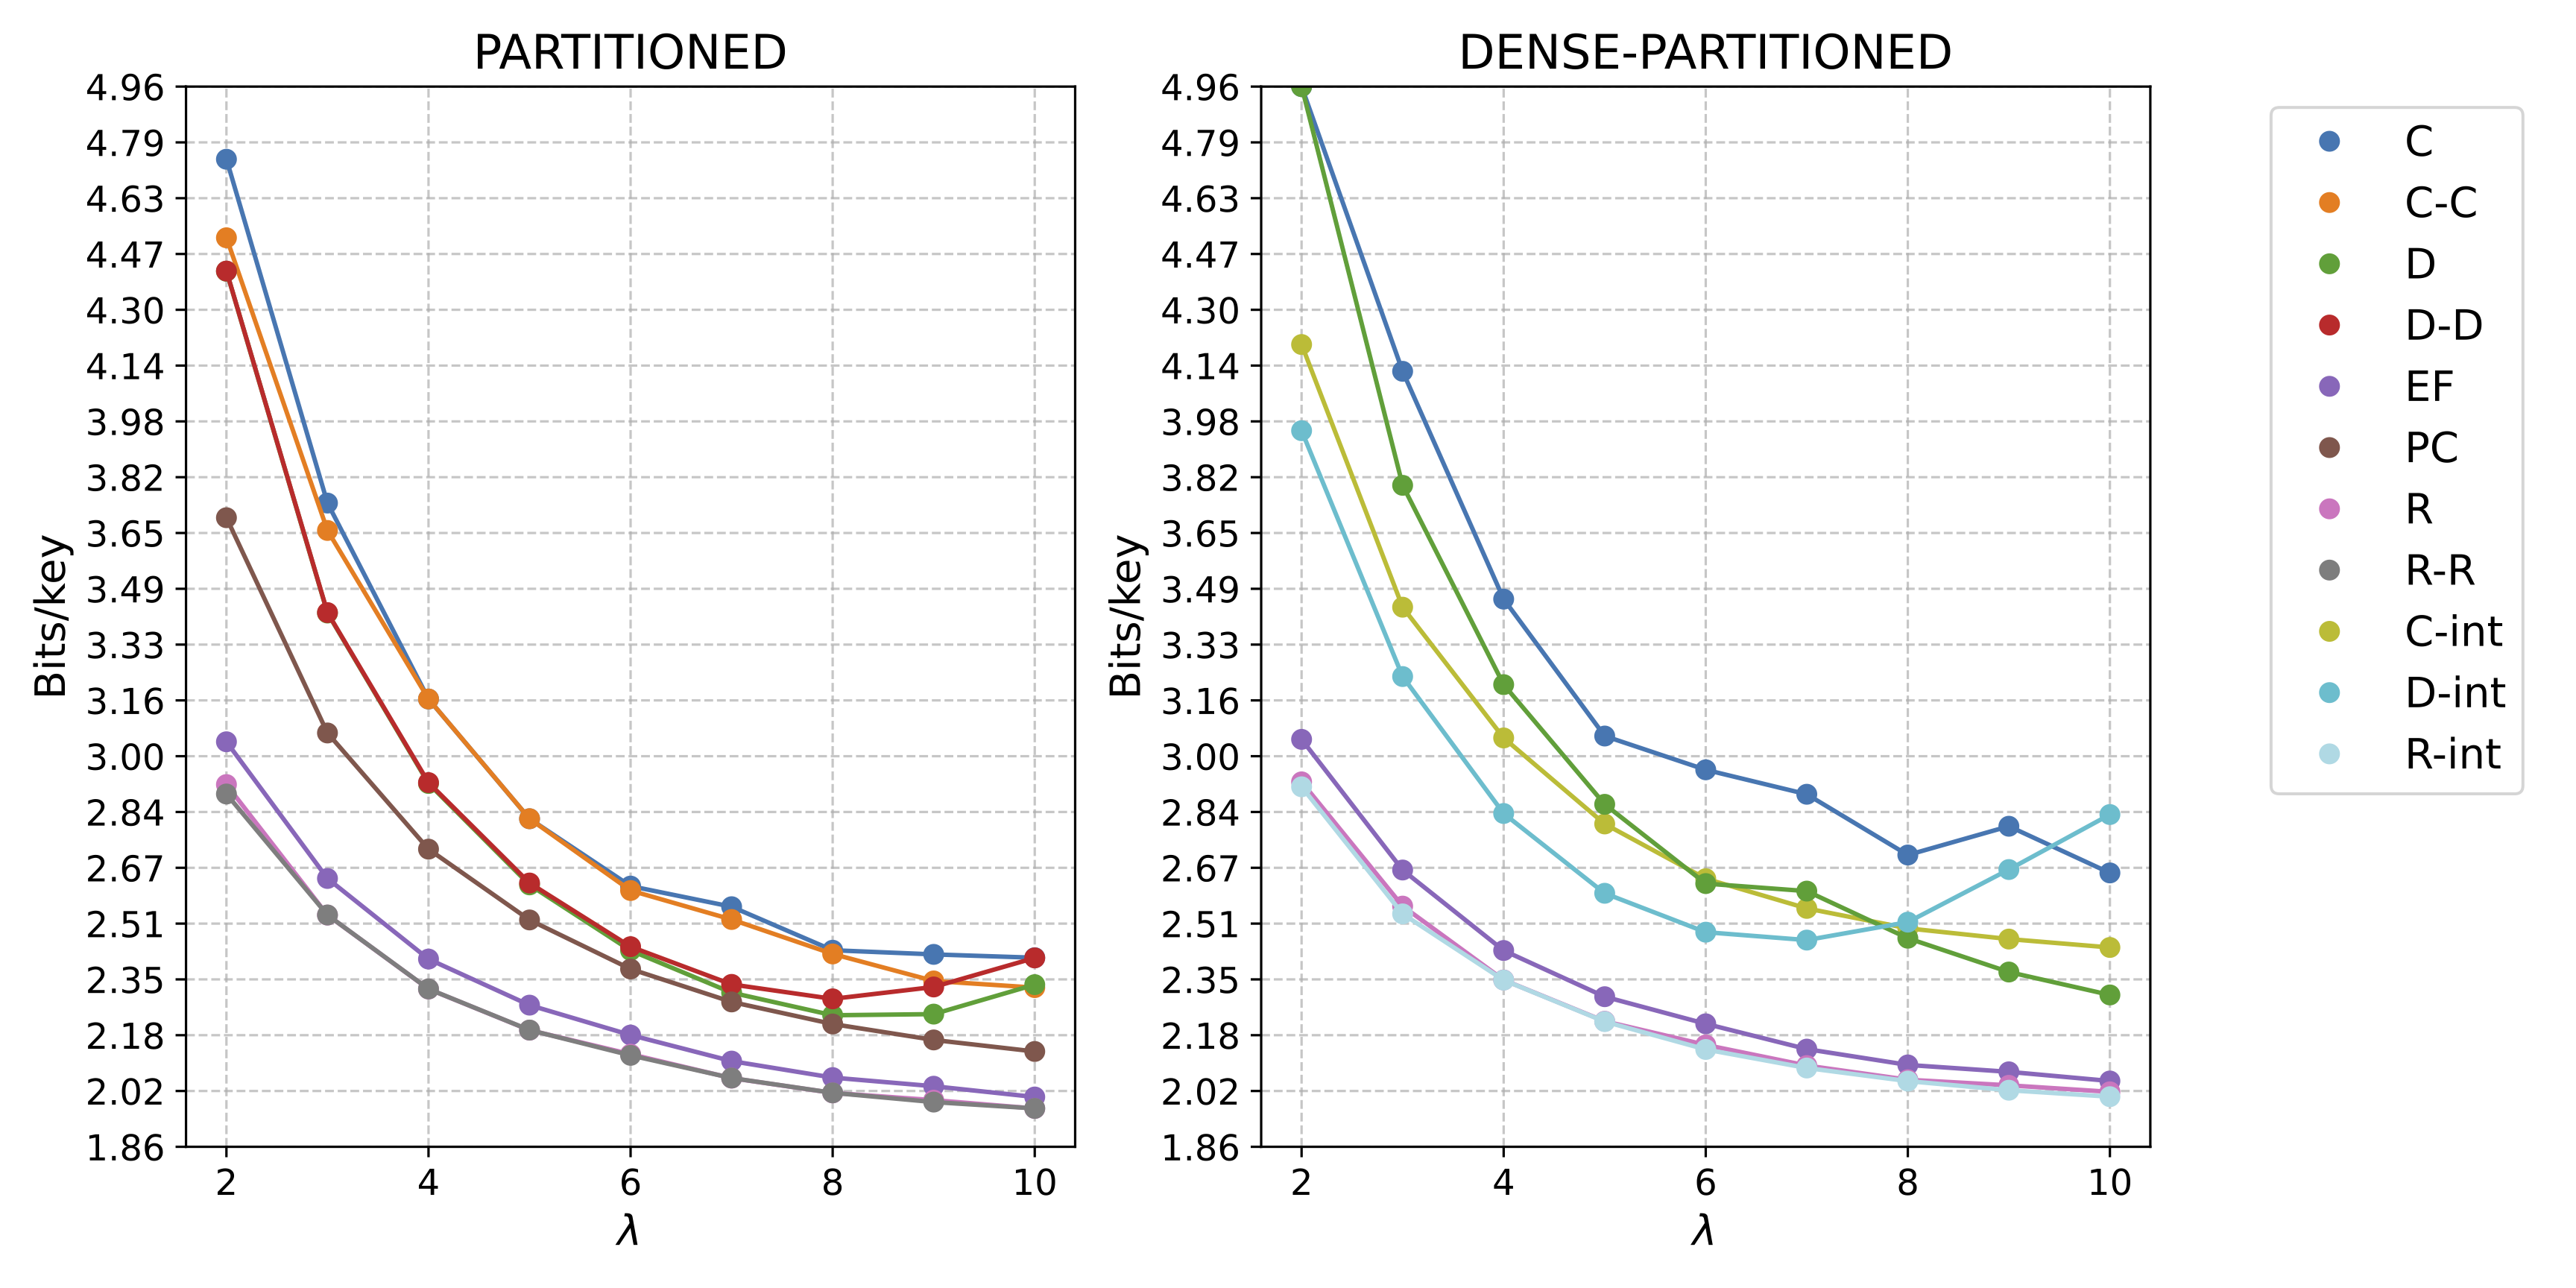 PARTITIONED
4.96
4.79
4.63
4.47
4.30
4.14
3.98
3.82
3.65
3.49
3.33
3.16
3.00
2.84
2.67
2.51
2.35
2.18
2.02
1.86
Bits/key
2 4 6 8 10
λ
DENSE-PARTITIONED
4.96
4.79
4.63
4.47
4.30
4.14
3.98
3.82
3.65
3.49
3.33
3.16
3.00
2.84
2.67
2.51
2.35
2.18
2.02
1.86
Bits/key
2 4 6 8 10
λ
C
C-C
D
D-D
EF
PC
R
R-R
C-int
D-int
R-int